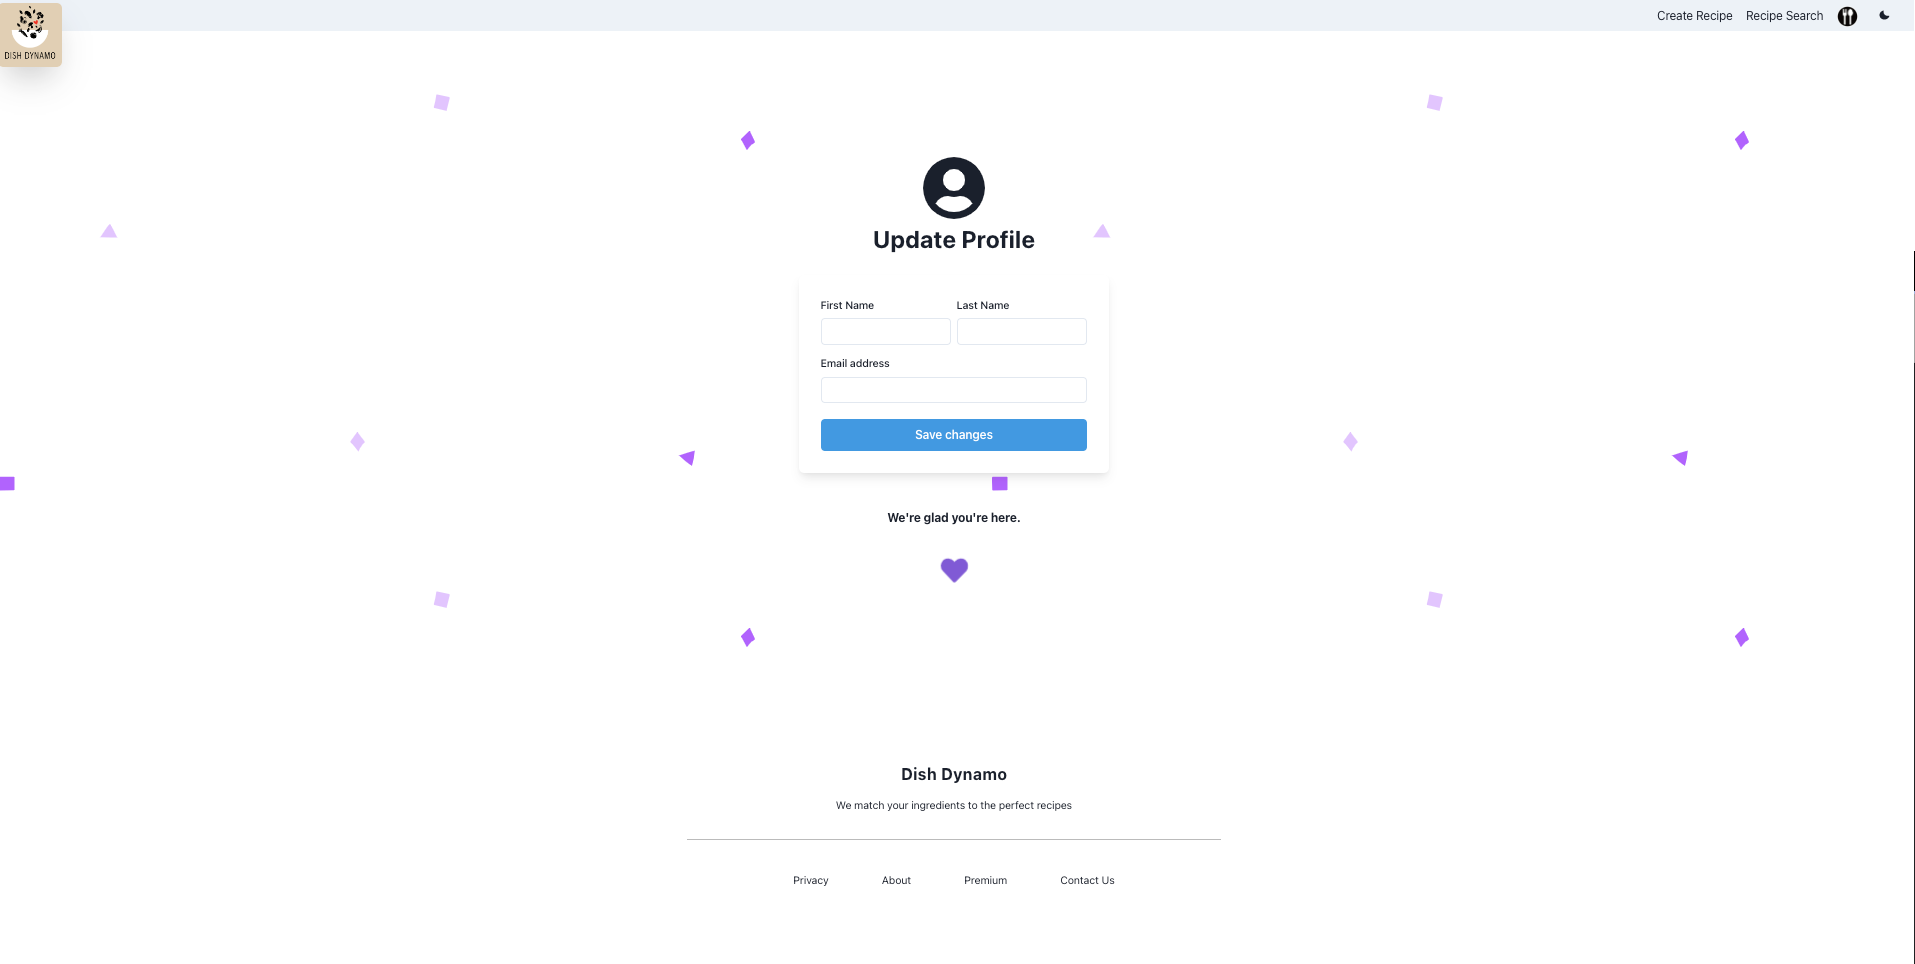 DISH DYNAMO
Create Recipe Recipe Search
Update Profile
First Name Last Name
Email address
Save changes
We're glad you're here.
Dish Dynamo
We match your ingredients to the perfect recipes
Privacy About Premium Contact Us